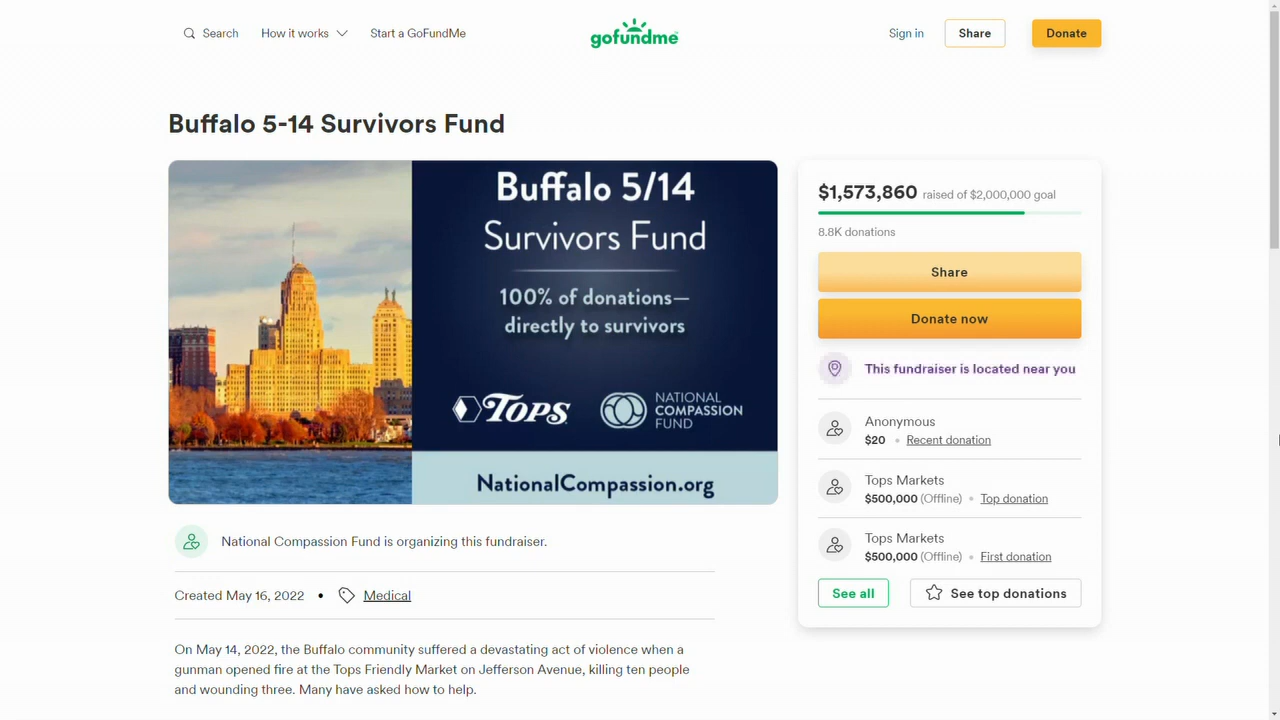 Search
How it works
Start a GoFundMe
gofundme
Sign in
Share
Donate
Buffalo 5-14 Survivors Fund
Buffalo 5/14
Survivors Fund
100% of donations—
directly to survivors
TOPS
NATIONAL
COMPASSION
FUND
NationalCompassion.org
$1,573,860 raised of $2,000,000 goal
8.8K donations
Share
Donate now
This fundraiser is located near you
Anonymous
$20 • Recent donation
Tops Markets
$500,000 (Offline) • Top donation
Tops Markets
$500,000 (Offline) • First donation
See all
See top donations
National Compassion Fund is organizing this fundraiser.
Created May 16, 2022 • Medical
On May 14, 2022, the Buffalo community suffered a devastating act of violence when a
gunman opened fire at the Tops Friendly Market on Jefferson Avenue, killing ten people
and wounding three. Many have asked how to help.